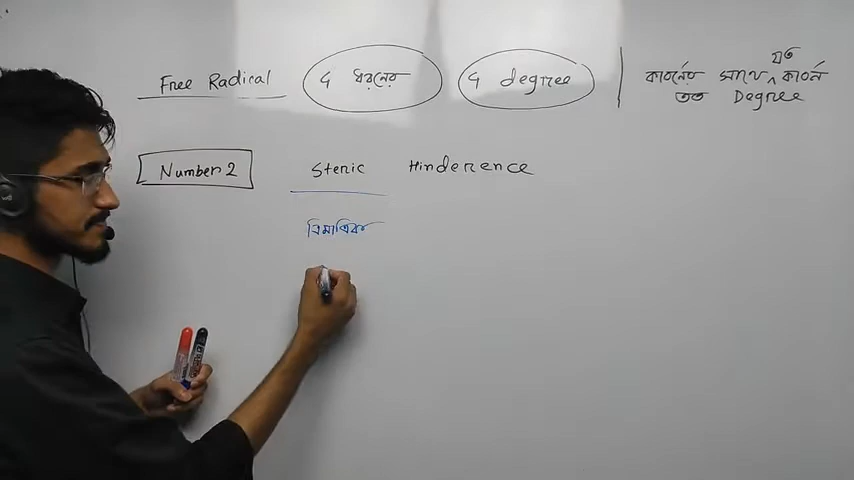 Free Radical 4 ধরনের 4 degree
যত
কার্বনের সাথে ^ কার্বন
তত Degree
Number 2 Steric Hinderence
ত্রিমাত্রিক